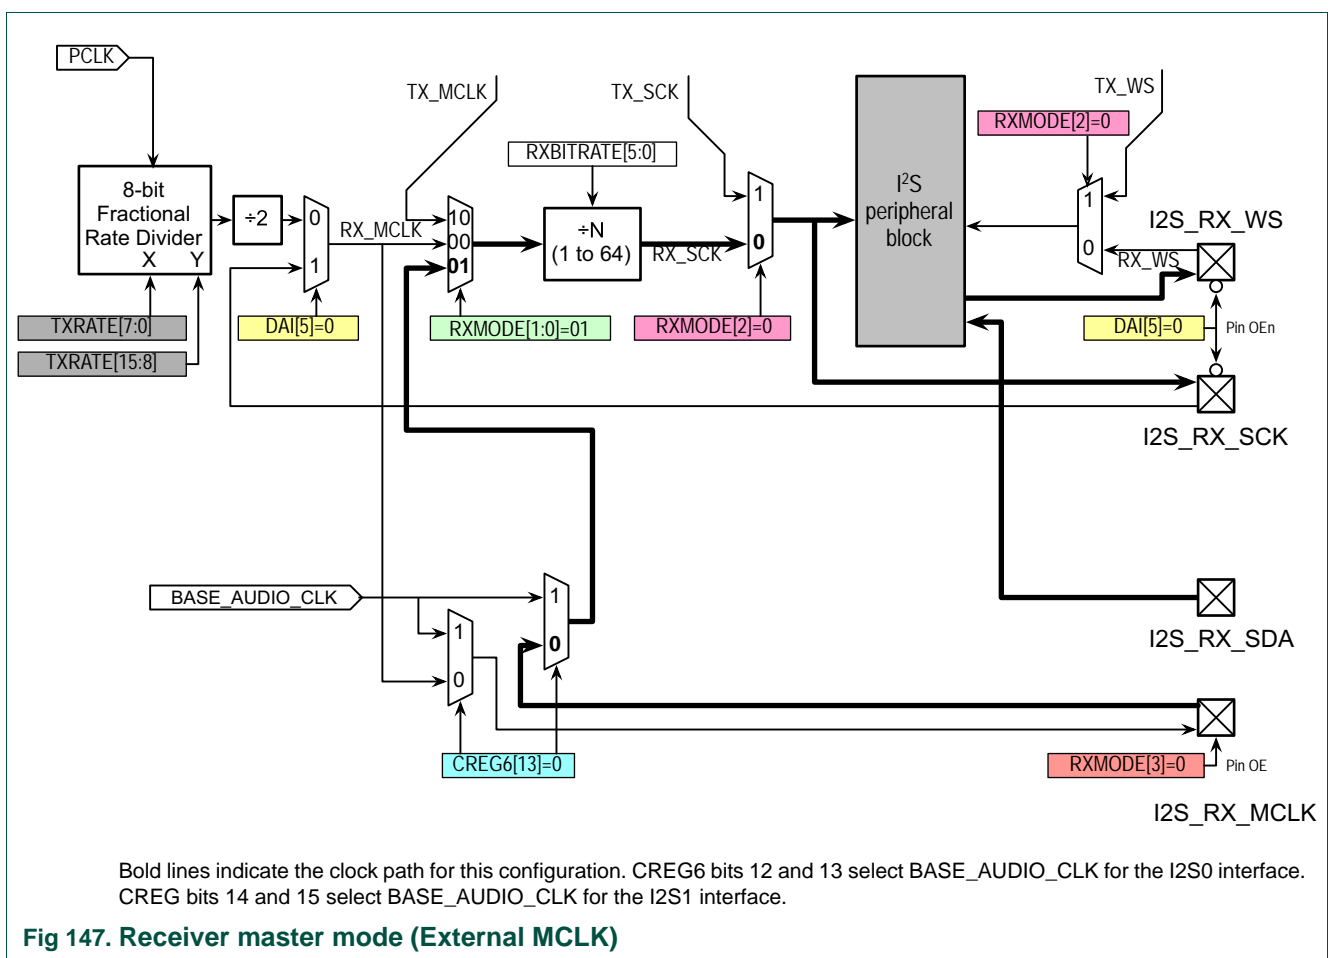 PCLK
TX_MCLK
TX_SCK
TX_WS
RXMODE[2]=0
RXBITRATE[5:0]
8-bit
Fractional
Rate Divider
X Y
÷2
0
1
RX_MCLK
10
00
01
÷N
(1 to 64)
RX_SCK
1
0
I2S
peripheral
block
1
0
RX_WS
I2S_RX_WS
TXRATE[7:0]
TXRATE[15:8]
DAI[5]=0
RXMODE[1:0]=01
RXMODE[2]=0
DAI[5]=0
Pin OEn
I2S_RX_SCK
BASE_AUDIO_CLK
1
0
1
0
I2S_RX_SDA
CREG6[13]=0
RXMODE[3]=0
Pin OE
I2S_RX_MCLK
Bold lines indicate the clock path for this configuration. CREG6 bits 12 and 13 select BASE_AUDIO_CLK for the I2S0 interface.
CREG bits 14 and 15 select BASE_AUDIO_CLK for the I2S1 interface.
Fig 147. Receiver master mode (External MCLK)